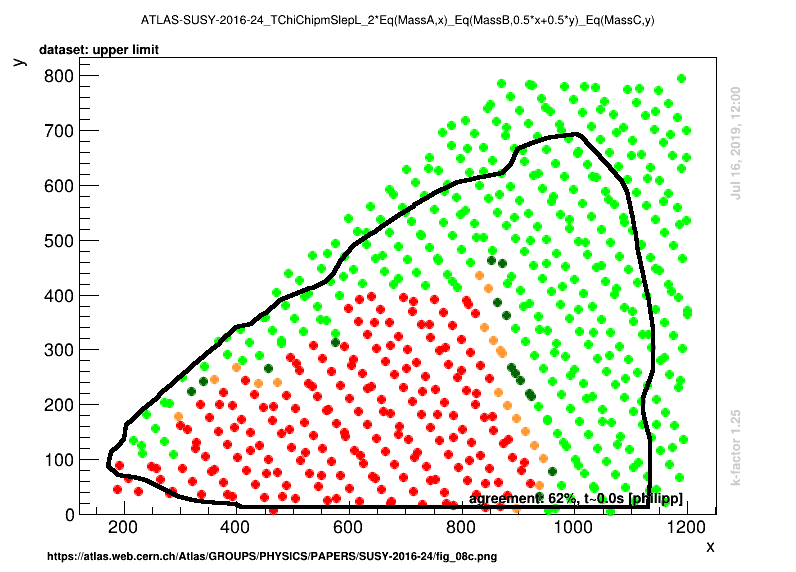 ATLAS-SUSY-2016-24_TChiChipmSlepL_2*Eq(MassA,x)_Eq(MassB,0.5*x+0.5*y)_Eq(MassC,y)
dataset: upper limit
y
800
700
600
500
400
300
200
100
0
200
400
600
800
1000
1200
x
agreement: 62%, t~0.0s [philipp]
Jul 16, 2019, 12:00
k-factor 1.25
https://atlas.web.cern.ch/Atlas/GROUPS/PHYSICS/PAPERS/SUSY-2016-24/fig_08c.png